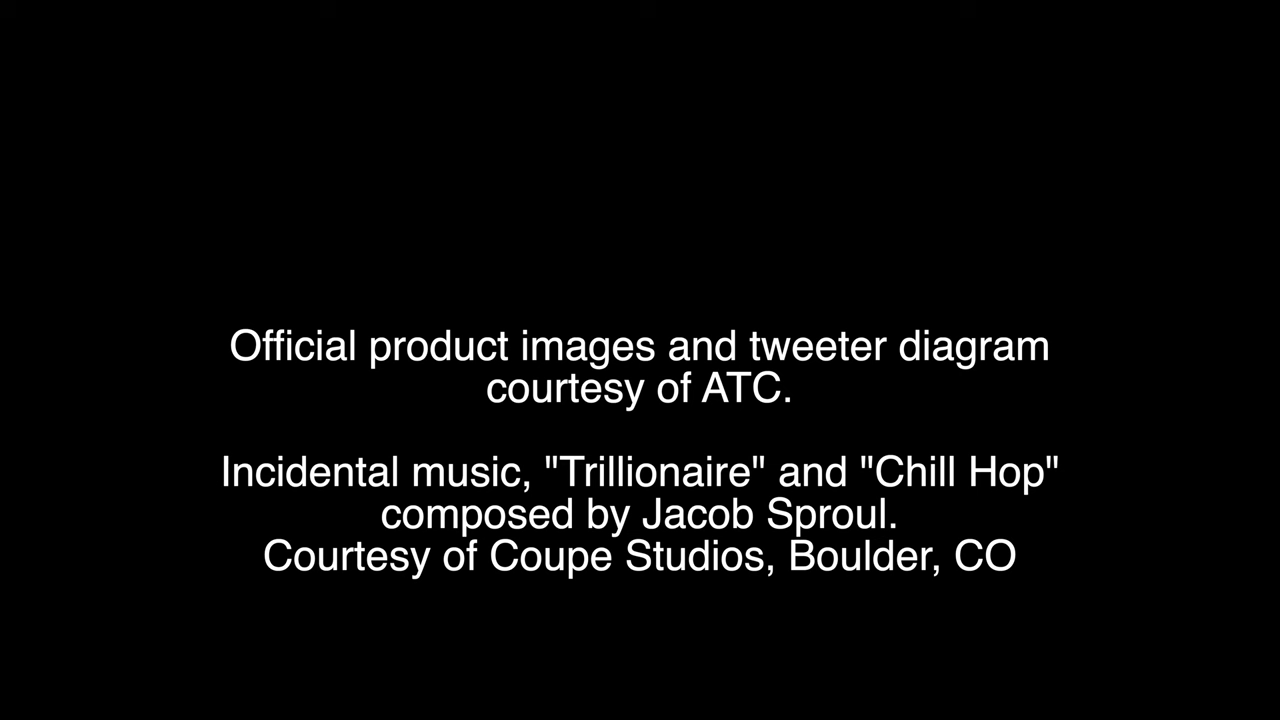 Official product images and tweeter diagram
courtesy of ATC.
Incidental music, "Trillionaire" and "Chill Hop"
composed by Jacob Sproul.
Courtesy of Coupe Studios, Boulder, CO